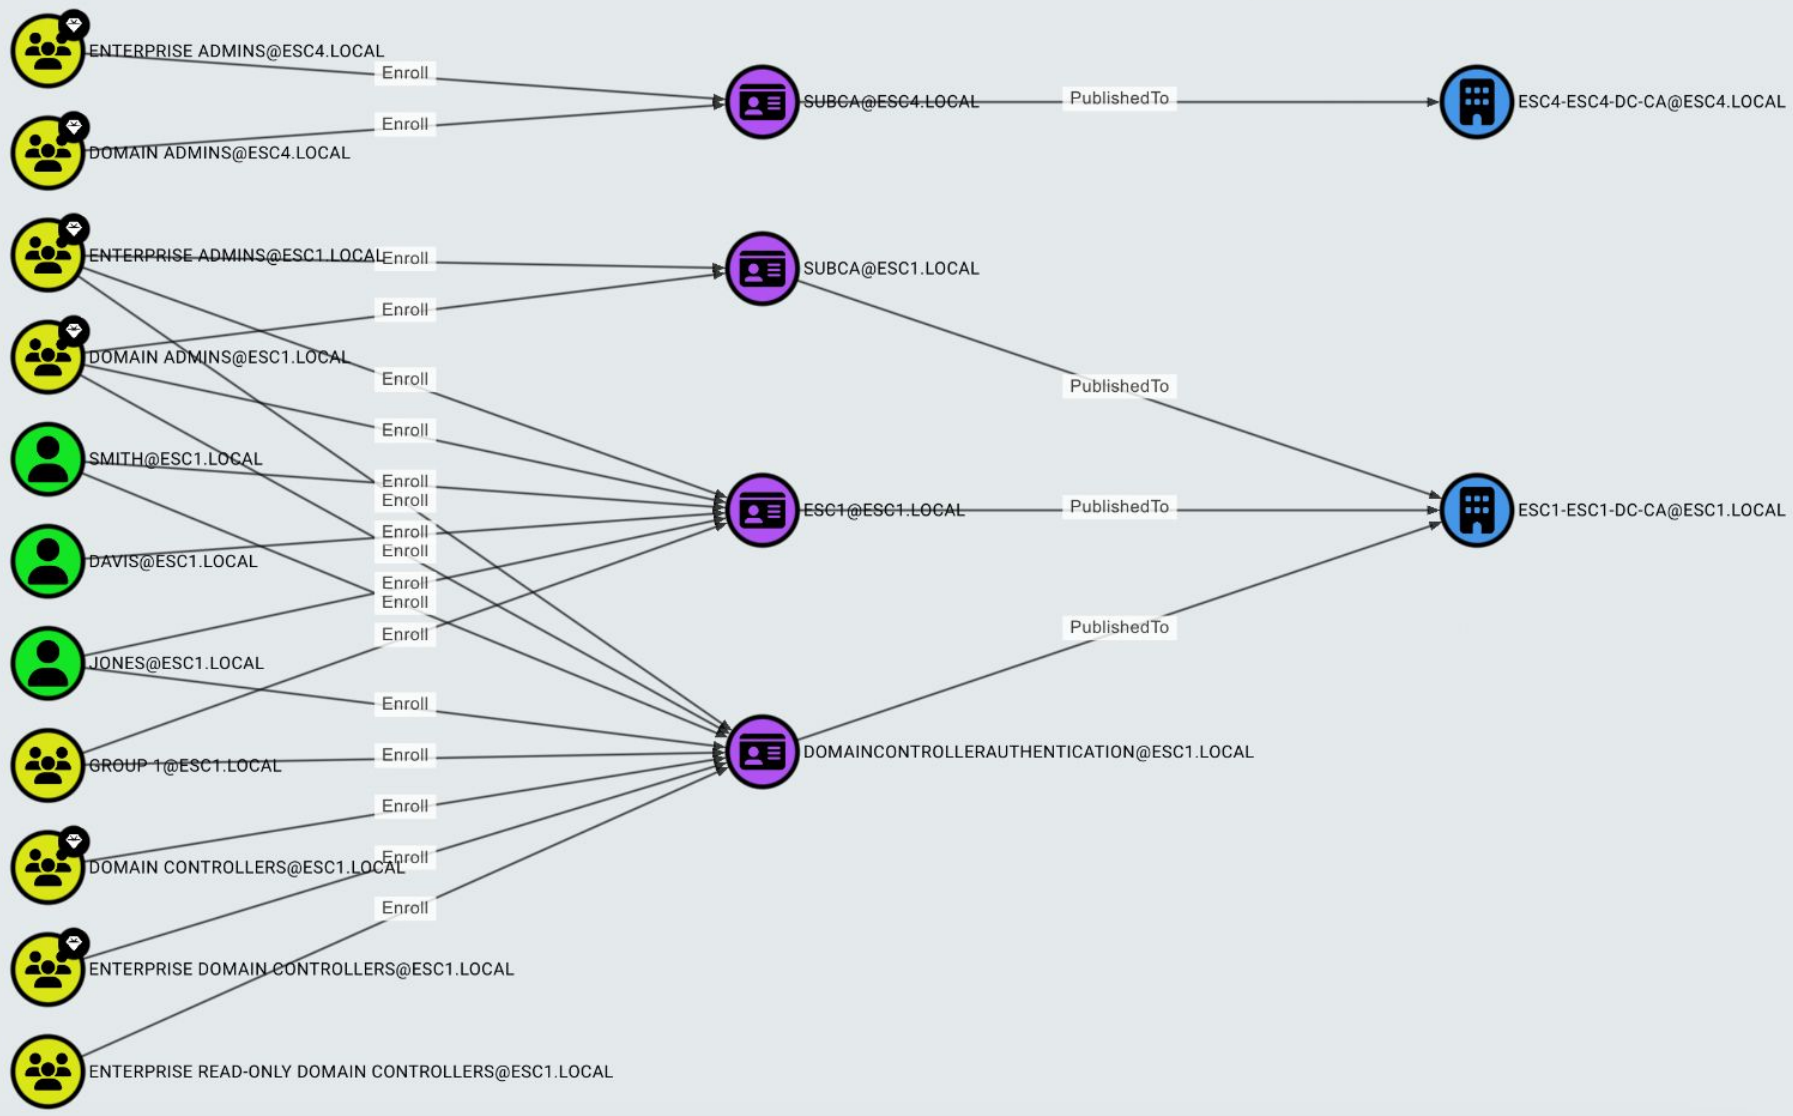 ENTERPRISE ADMINS@ESC4.LOCAL
Enroll
SUBCA@ESC4.LOCAL
PublishedTo
ESC4-ESC4-DC-CA@ESC4.LOCAL
Enroll
DOMAIN ADMINS@ESC4.LOCAL
ENTERPRISE ADMINS@ESC1.LOCAL
Enroll
SUBCA@ESC1.LOCAL
Enroll
DOMAIN ADMINS@ESC1.LOCAL
Enroll
PublishedTo
Enroll
SMITH@ESC1.LOCAL
Enroll
Enroll
ESC1@ESC1.LOCAL
PublishedTo
ESC1-ESC1-DC-CA@ESC1.LOCAL
Enroll
Enroll
DAVIS@ESC1.LOCAL
Enroll
Enroll
Enroll
PublishedTo
JONES@ESC1.LOCAL
Enroll
Enroll
DOMAINCONTROLLERAUTHENTICATION@ESC1.LOCAL
GROUP 1@ESC1.LOCAL
Enroll
Enroll
DOMAIN CONTROLLERS@ESC1.LOCAL
Enroll
ENTERPRISE DOMAIN CONTROLLERS@ESC1.LOCAL
ENTERPRISE READ-ONLY DOMAIN CONTROLLERS@ESC1.LOCAL